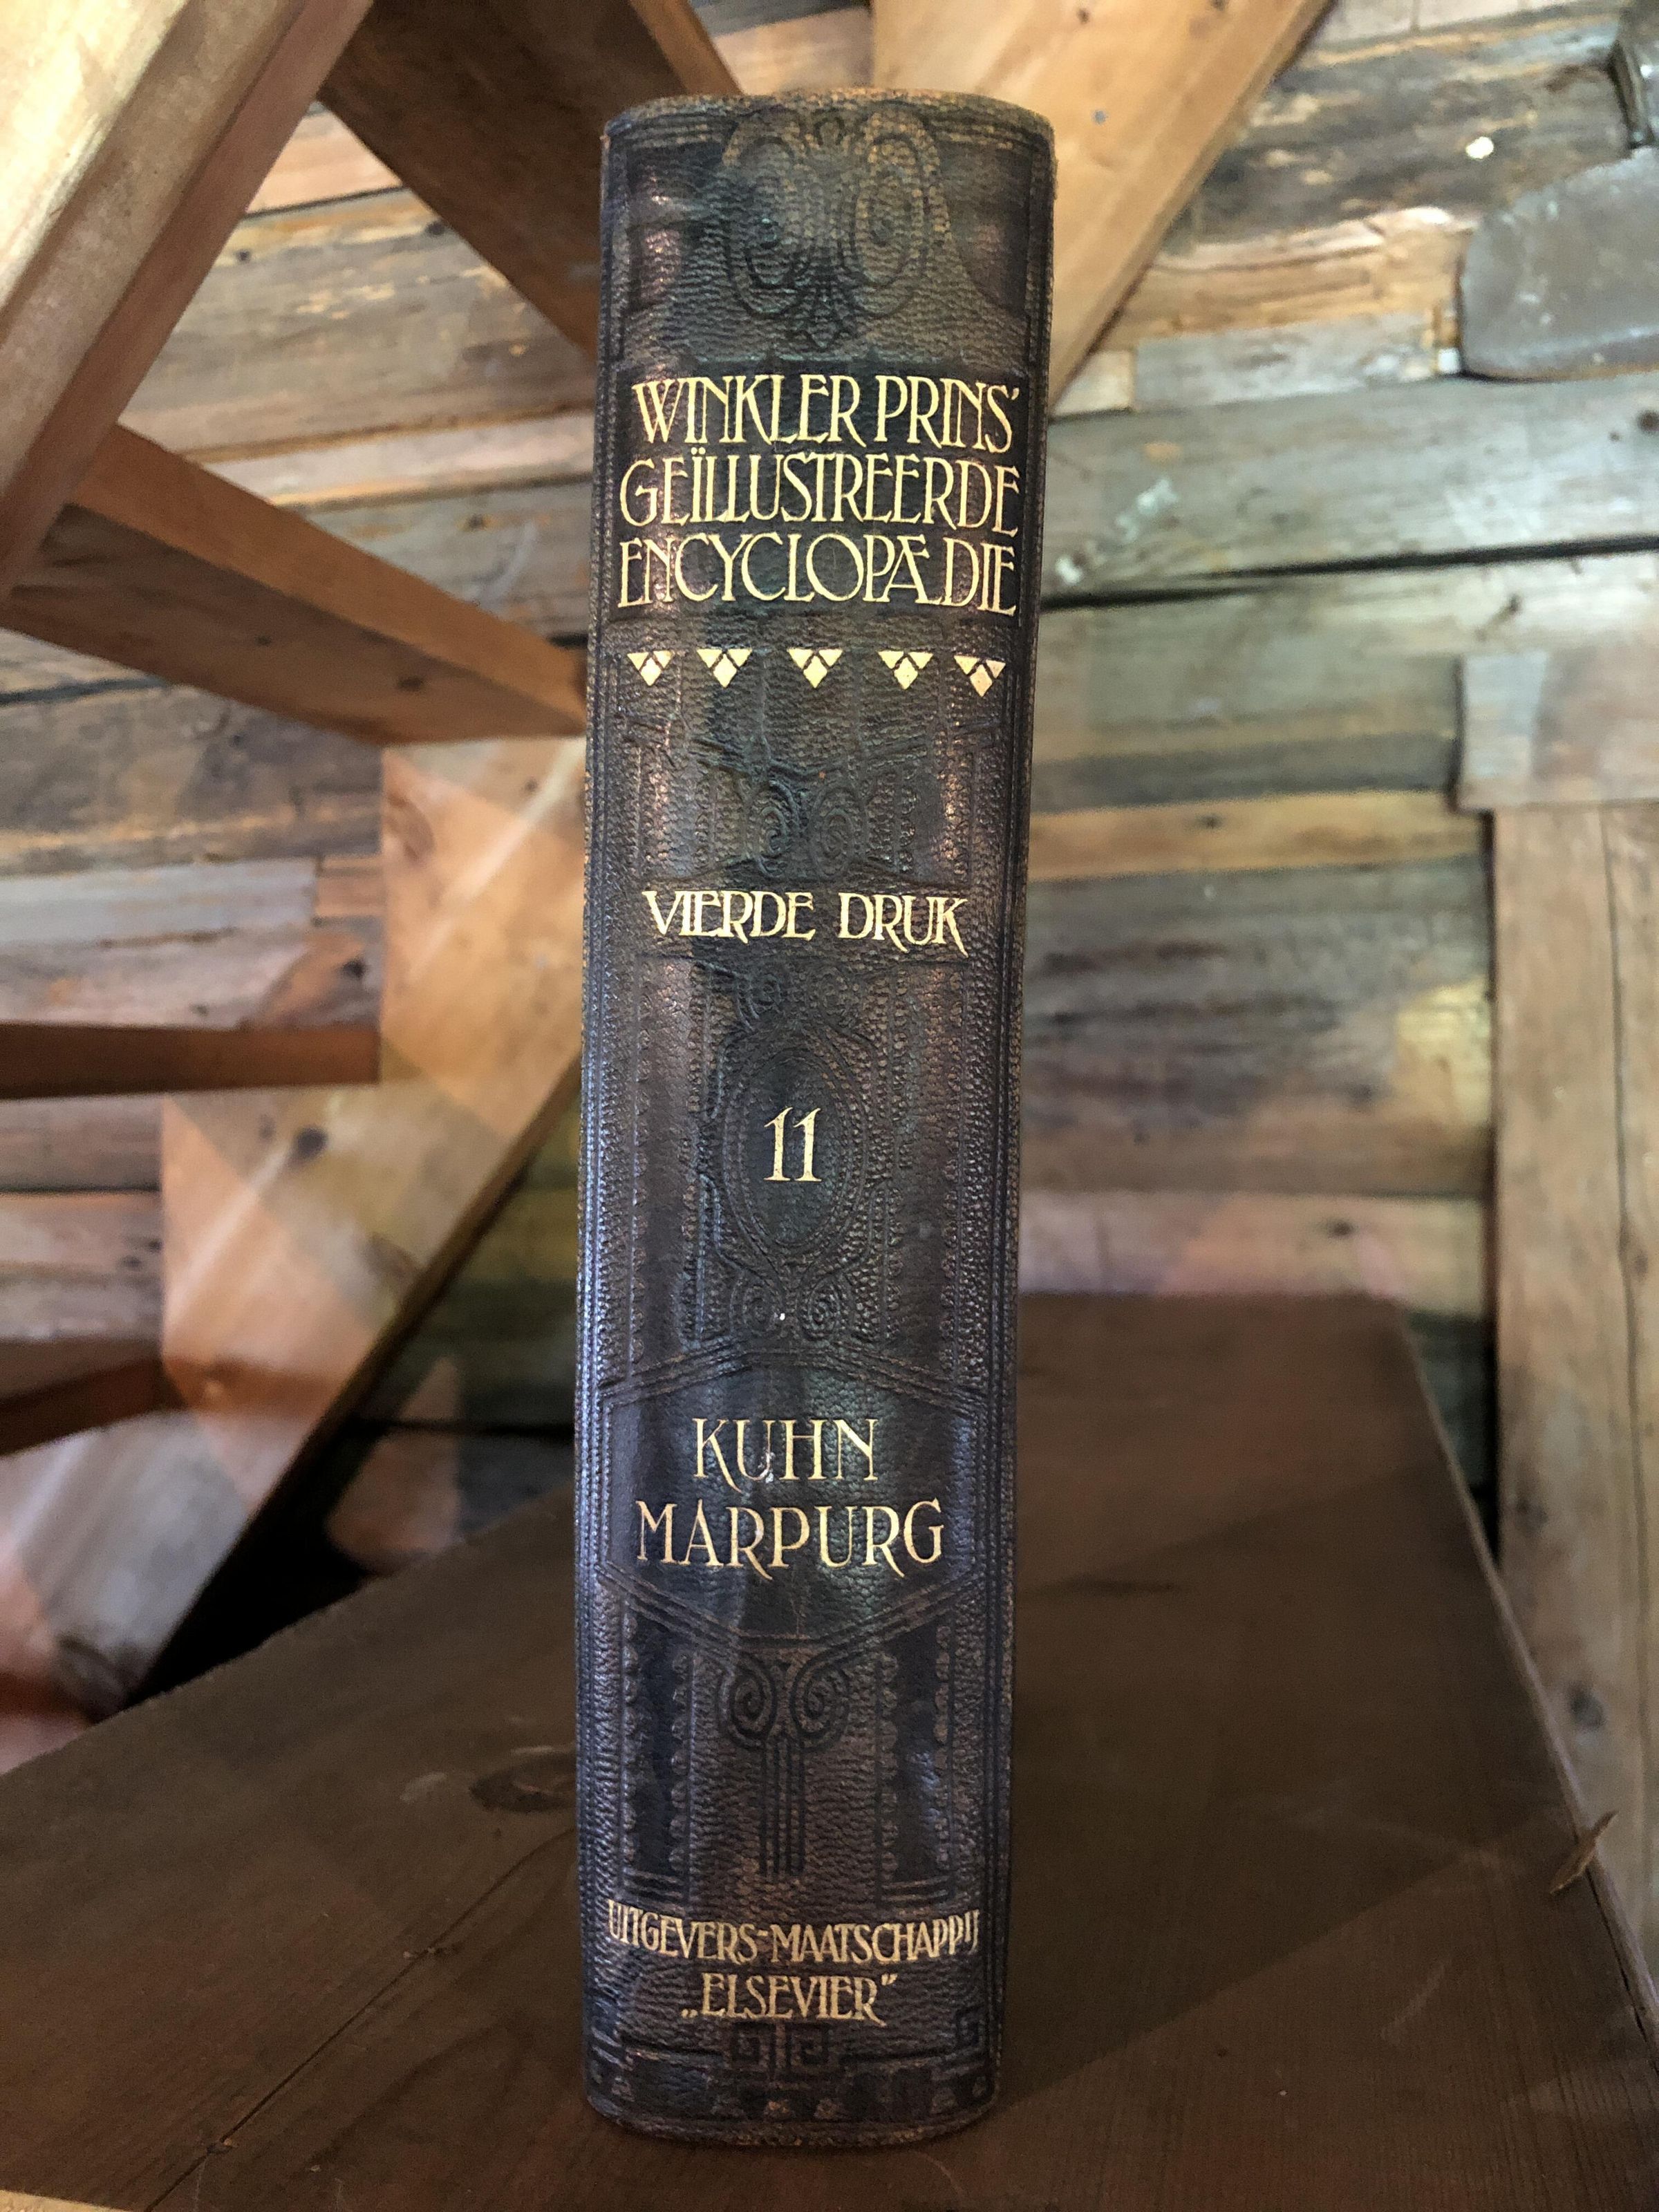 WINKLER PRINS'
GEÏLLUSTREERDE
ENCYCLOPÆDIE
VIERDE DRUK
11
KUHN
MARPURG
UITGEVERS-MAATSCHAPPIJ
„ELSEVIER”